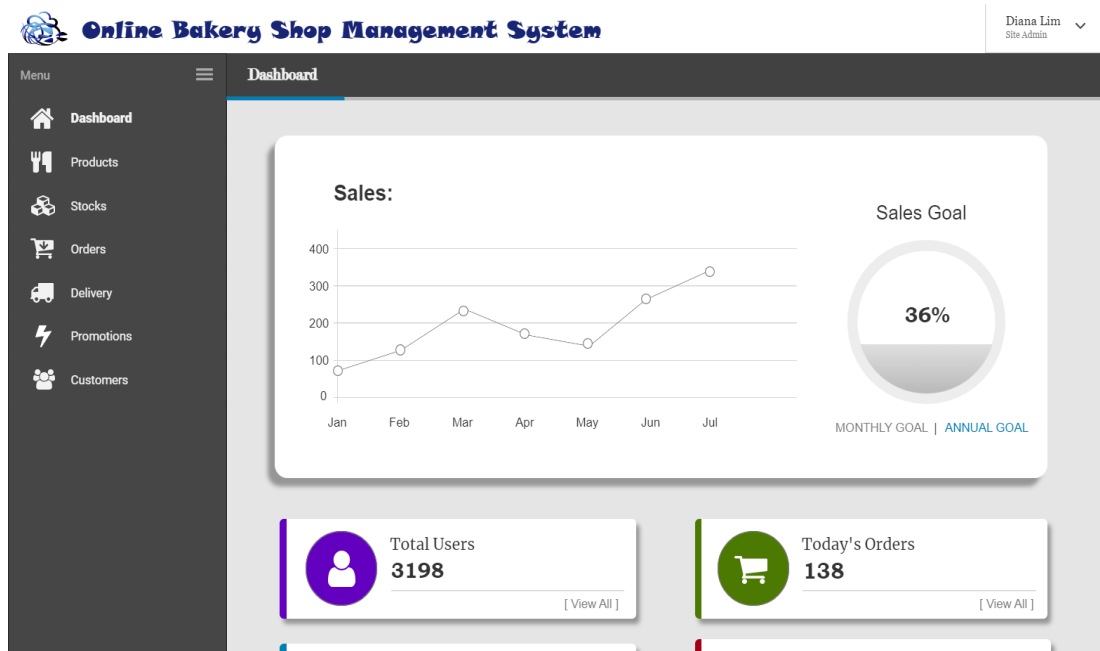 Online Bakery Shop Management System
Diana Lim
Site Admin
Menu
Dashboard
Dashboard
Products
Stocks
Orders
Delivery
Promotions
Customers
Sales:
400
300
200
100
0
Jan Feb Mar Apr May Jun Jul
Sales Goal
36%
MONTHLY GOAL | ANNUAL GOAL
Total Users
3198
[ View All ]
Today's Orders
138
[ View All ]